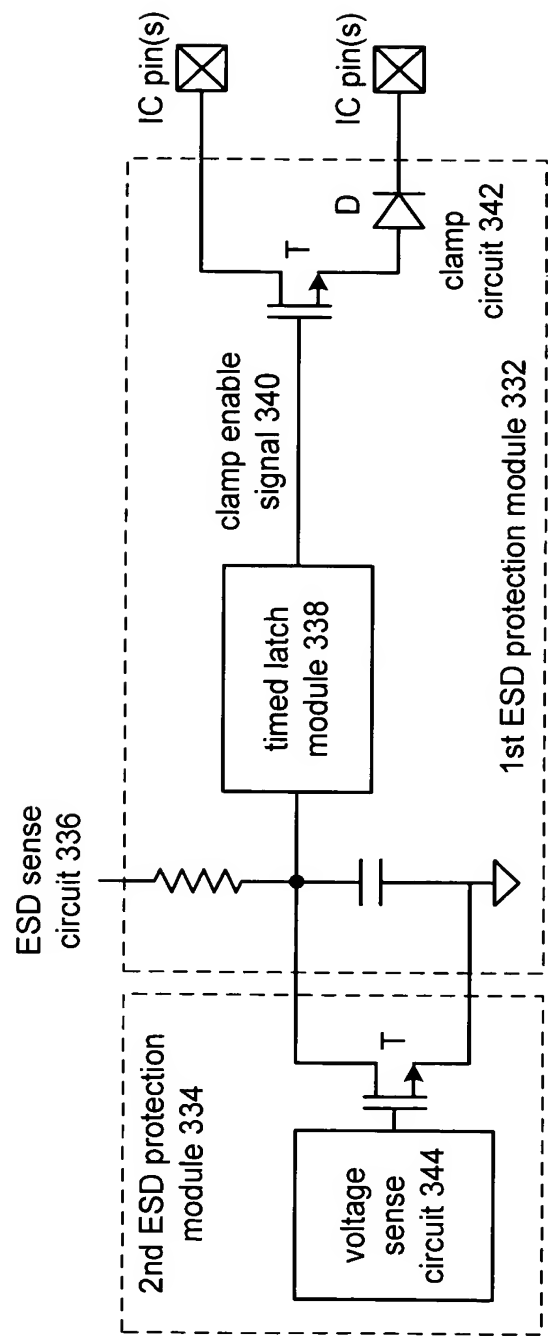 ESD sense
circuit 336
2nd ESD protection
module 334
voltage
sense
circuit 344
T
timed latch
module 338
clamp enable
signal 340
T
D
clamp
circuit 342
1st ESD protection module 332
IC pin(s)
IC pin(s)